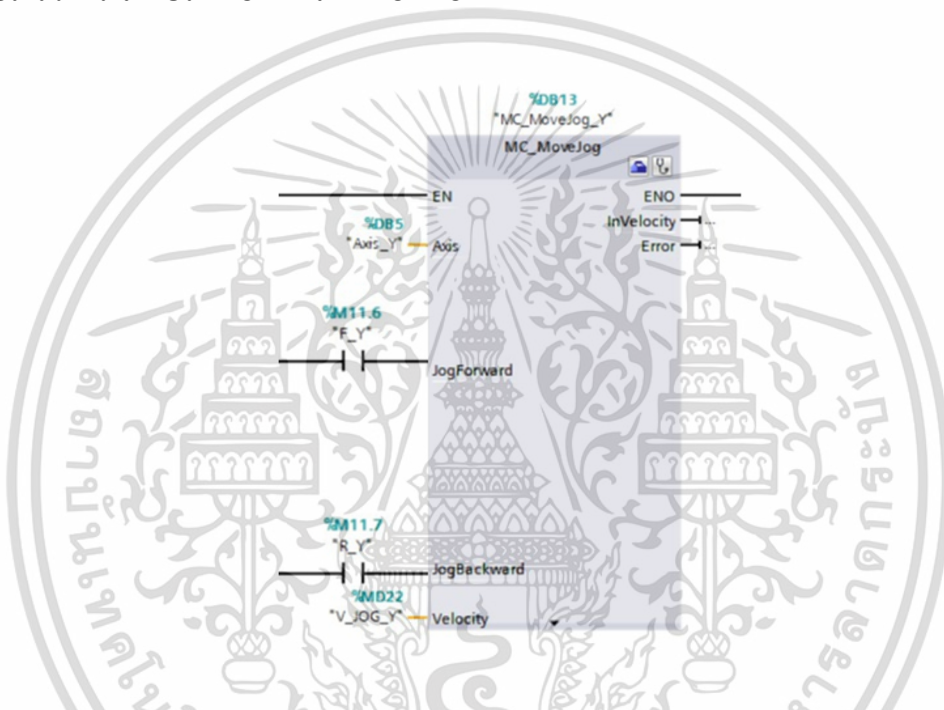 %DB13
"MC_MoveJog_Y"
MC_MoveJog
EN
ENO
InVelocity
...
%DB5
"Axis_Y"
Axis
Error
...
%M11.6
"F_Y"
JogForward
%M11.7
"R_Y"
JogBackward
%MD22
"V_JOG_Y"
Velocity